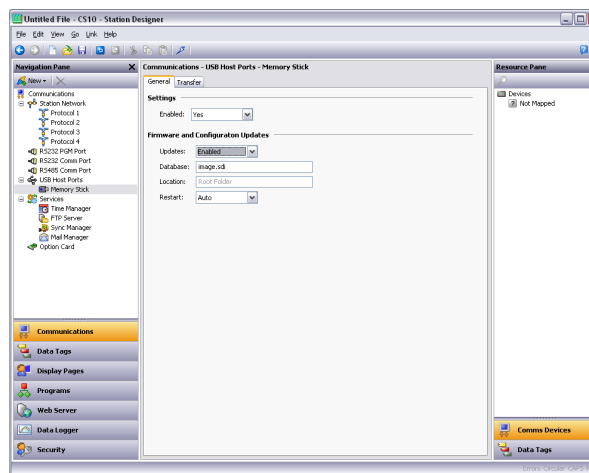 Untitled File - CS10 - Station Designer
File Edit View Go Link Help
Navigation Pane
New
Communications
Station Network
Protocol 1
Protocol 2
Protocol 3
Protocol 4
RS232 PGM Port
RS232 Comm Port
RS485 Comm Port
USB Host Ports
Memory Stick
Services
Time Manager
FTP Server
Sync Manager
Mail Manager
Option Card
Communications
Data Tags
Display Pages
Programs
Web Server
Data Logger
Security
Communications - USB Host Ports - Memory Stick
General Transfer
Settings
Enabled: Yes
Firmware and Configuraton Updates
Updates: Enabled
Database: image.sdi
Location: Root Folder
Restart: Auto
Resource Pane
Devices
Not Mapped
Comms Devices
Data Tags
Errors Circular CAPS